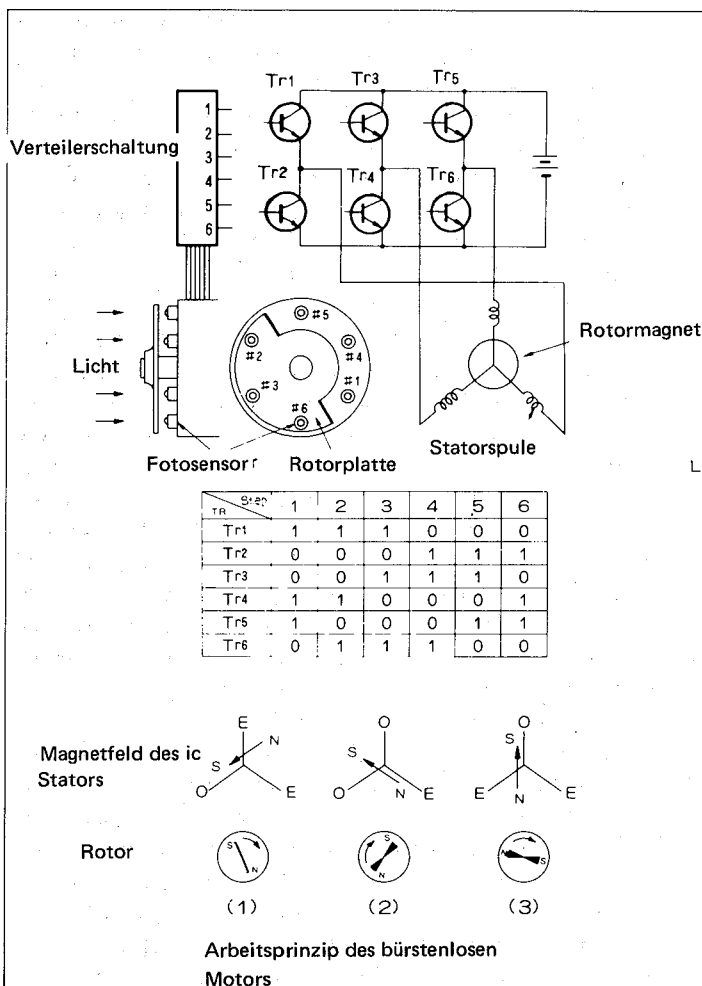 Tr1 Tr3 Tr5
1
2
3
4
5
6
Verteilerschaltung
Tr2 Tr4 Tr6
#5
#2 #4
#3 #1
#6
Licht
Rotormagnet
Fotosensorr Rotorplatte
Statorspule
L
TR Step 1 2 3 4 5 6
Tr1 1 1 1 0 0 0
Tr2 0 0 0 1 1 1
Tr3 0 0 1 1 1 0
Tr4 1 1 0 0 0 1
Tr5 1 0 0 0 1 1
Tr6 0 1 1 1 0 0
Magnetfeld des ic
Stators
E N S O E
O S N O E
O S N E E
Rotor
S N
S N
N S
(1) (2) (3)
Arbeitsprinzip des bürstenlosen
Motors